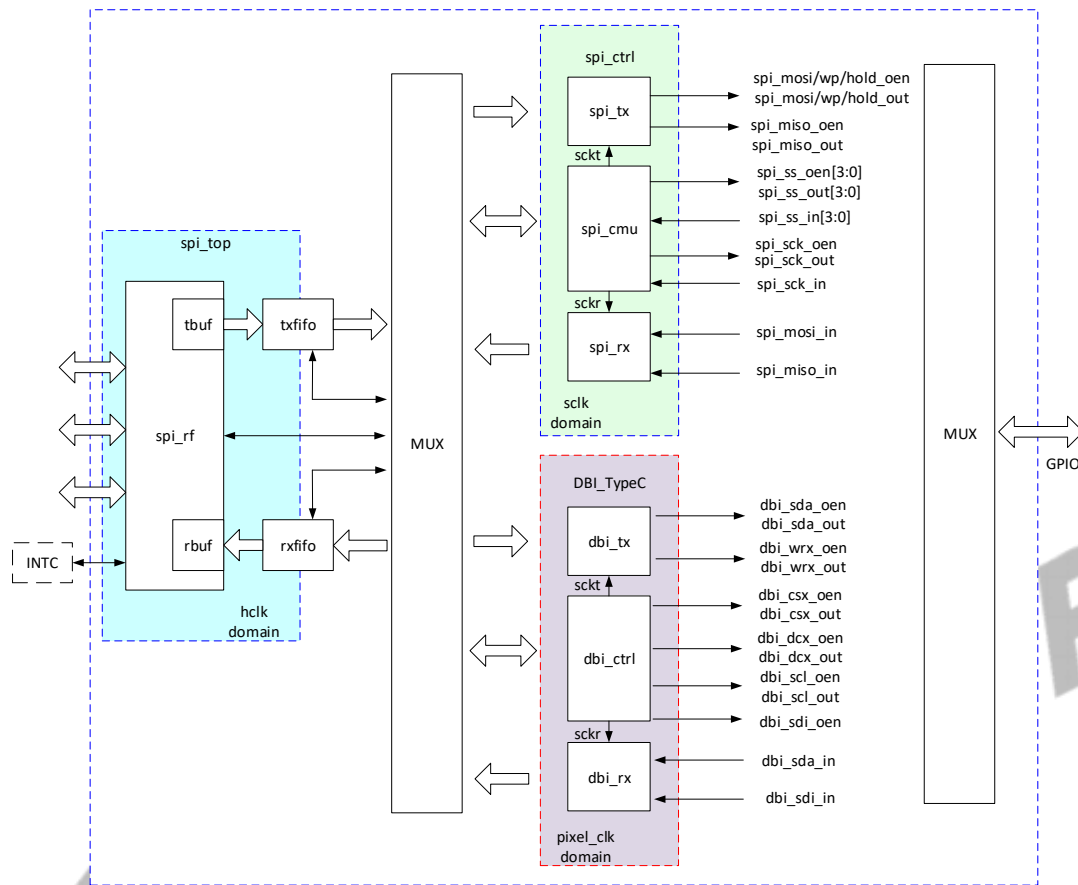 spi_top
spi_rf
tbuf
txfifo
rbuf
rxfifo
hclk
domain
INTC
MUX
spi_ctrl
spi_tx
sckt
spi_cmu
sckr
spi_rx
sclk
domain
spi_mosi/wp/hold_oen
spi_mosi/wp/hold_out
spi_miso_oen
spi_miso_out
spi_ss_oen[3:0]
spi_ss_out[3:0]
spi_ss_in[3:0]
spi_sck_oen
spi_sck_out
spi_sck_in
spi_mosi_in
spi_miso_in
DBI_TypeC
dbi_tx
sckt
dbi_ctrl
sckr
dbi_rx
pixel_clk
domain
dbi_sda_oen
dbi_sda_out
dbi_wrx_oen
dbi_wrx_out
dbi_csx_oen
dbi_csx_out
dbi_dcx_oen
dbi_dcx_out
dbi_scl_oen
dbi_scl_out
dbi_sdi_oen
dbi_sda_in
dbi_sdi_in
MUX
GPIO